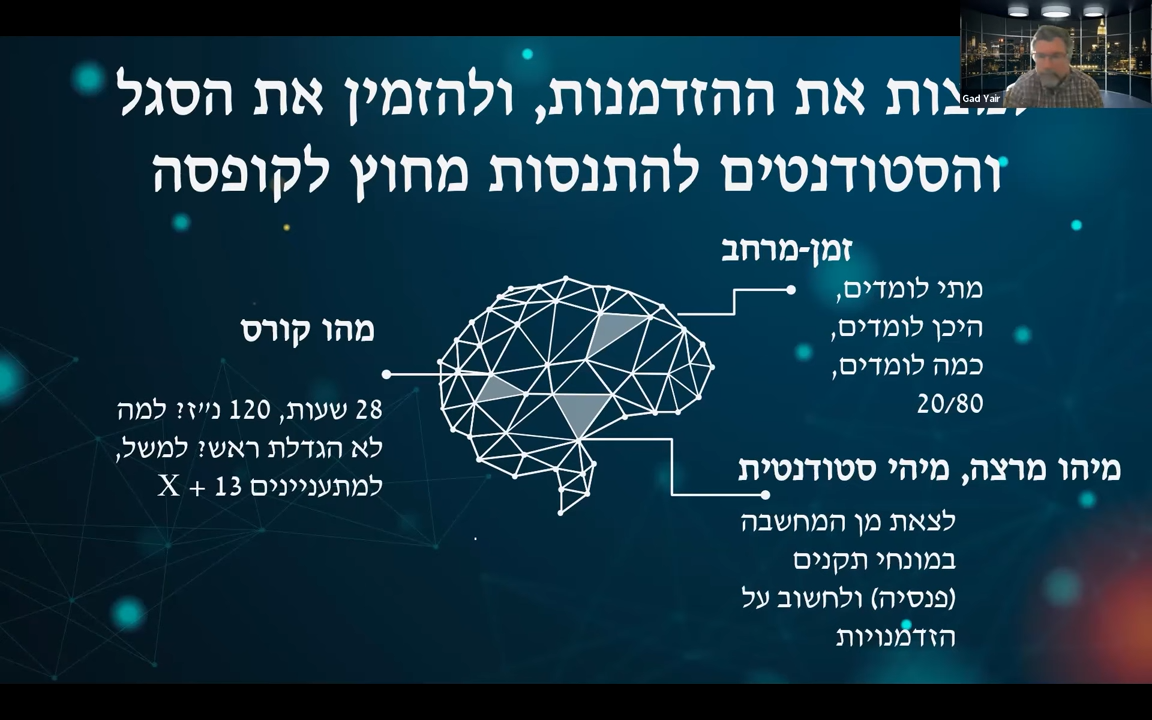 את ההזדמנות, ולהזמין את הסגל
והסטודנטים להתנסות מחוץ לקופסה
Gad Yair
זמן-מרחב
מתי לומדים,
היכן לומדים,
כמה לומדים,
20/80
מהו קורס
28 שעות, 120 נ"ז? למה
לא הגדלת ראש? למשל,
למתעניינים X + 13
מיהו מרצה, מיהי סטודנטית
לצאת מן המחשבה
במונחי תקנים
(פנסיה) ולחשוב על
הזדמנויות